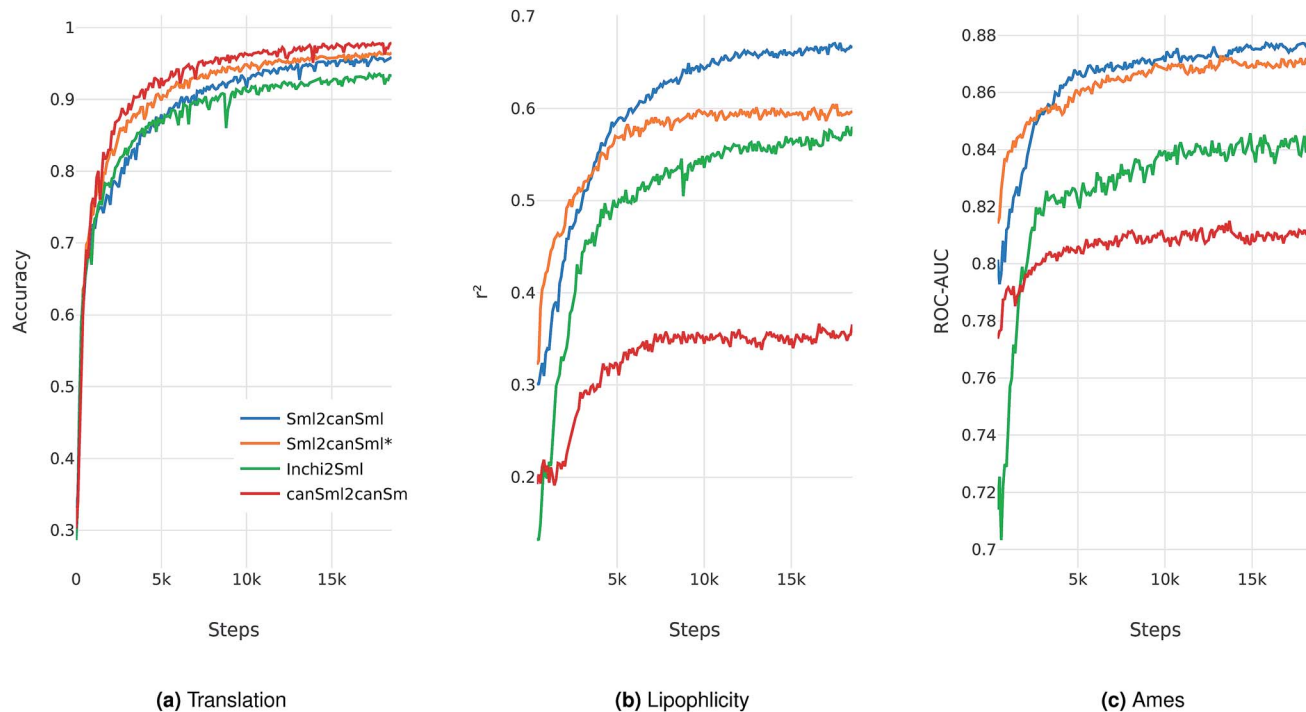 Accuracy
1
0.9
0.8
0.7
0.6
0.5
0.4
0.3
0
5k
10k
15k
Steps
Sml2canSml
Sml2canSml*
Inchi2Sml
canSml2canSm
(a) Translation
r²
0.7
0.6
0.5
0.4
0.3
0.2
5k
10k
15k
Steps
(b) Lipophlicity
ROC-AUC
0.88
0.86
0.84
0.82
0.8
0.78
0.76
0.74
0.72
0.7
5k
10k
15k
Steps
(c) Ames